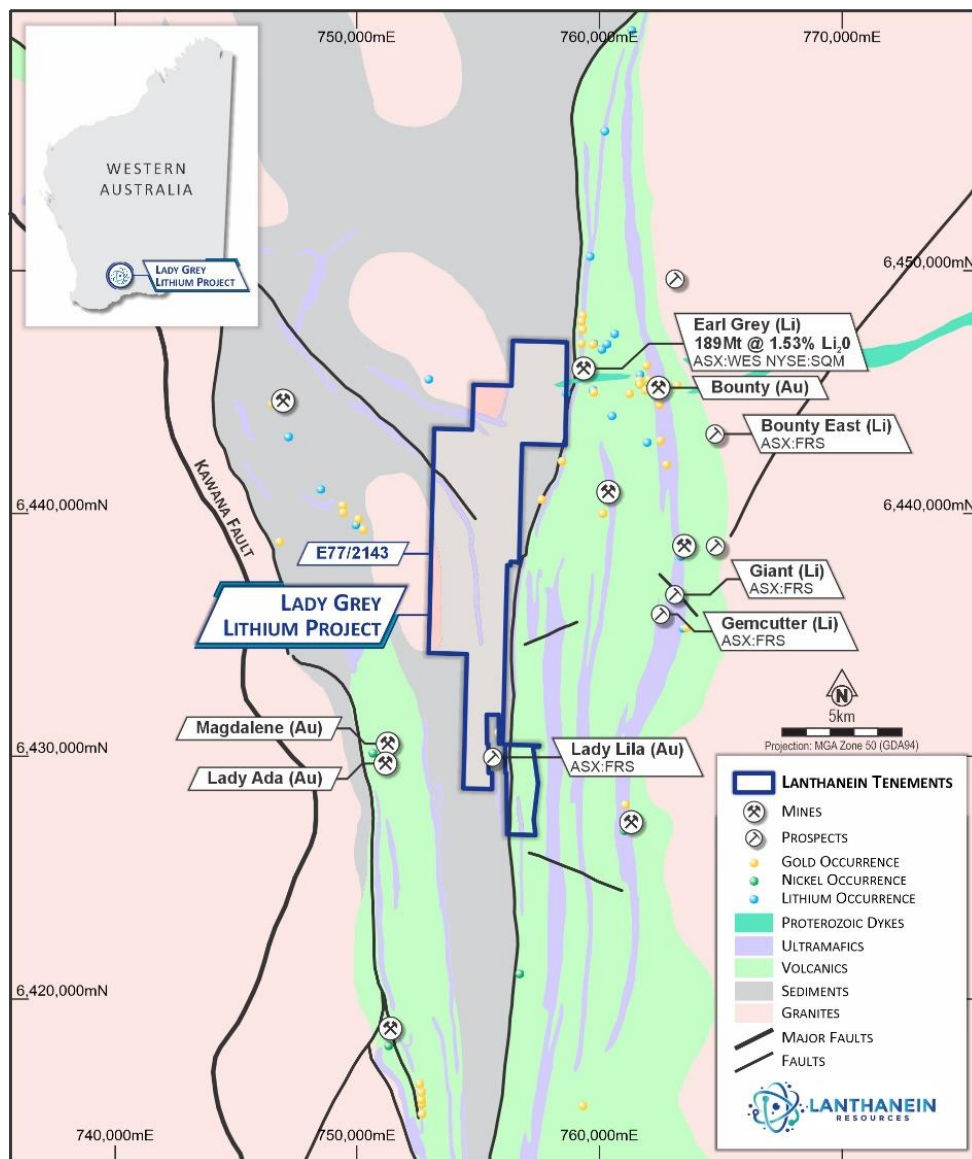 750,000mE
760,000mE
770,000mE
WESTERN
AUSTRALIA
LADY GREY
LITHIUM PROJECT
6,450,000mN
Earl Grey (Li)
189Mt @ 1.53% Li₂0
ASX:WES NYSE:SQM
Bounty (Au)
Bounty East (Li)
ASX:FRS
6,440,000mN
6,440,000mN
KAWANA FAULT
E77/2143
LADY GREY
LITHIUM PROJECT
Giant (Li)
ASX:FRS
Gemcutter (Li)
ASX:FRS
N
5km
Projection: MGA Zone 50 (GDA94)
Magdalene (Au)
6,430,000mN
Lady Ada (Au)
Lady Lila (Au)
ASX:FRS
LANTHANEIN TENEMENTS
MINES
PROSPECTS
GOLD OCCURRENCE
NICKEL OCCURRENCE
LITHIUM OCCURRENCE
PROTEROZOIC DYKES
ULTRAMAFICS
VOLCANICS
SEDIMENTS
GRANITES
MAJOR FAULTS
FAULTS
6,420,000mN
LANTHANEIN
RESOURCES
740,000mE
750,000mE
760,000mE